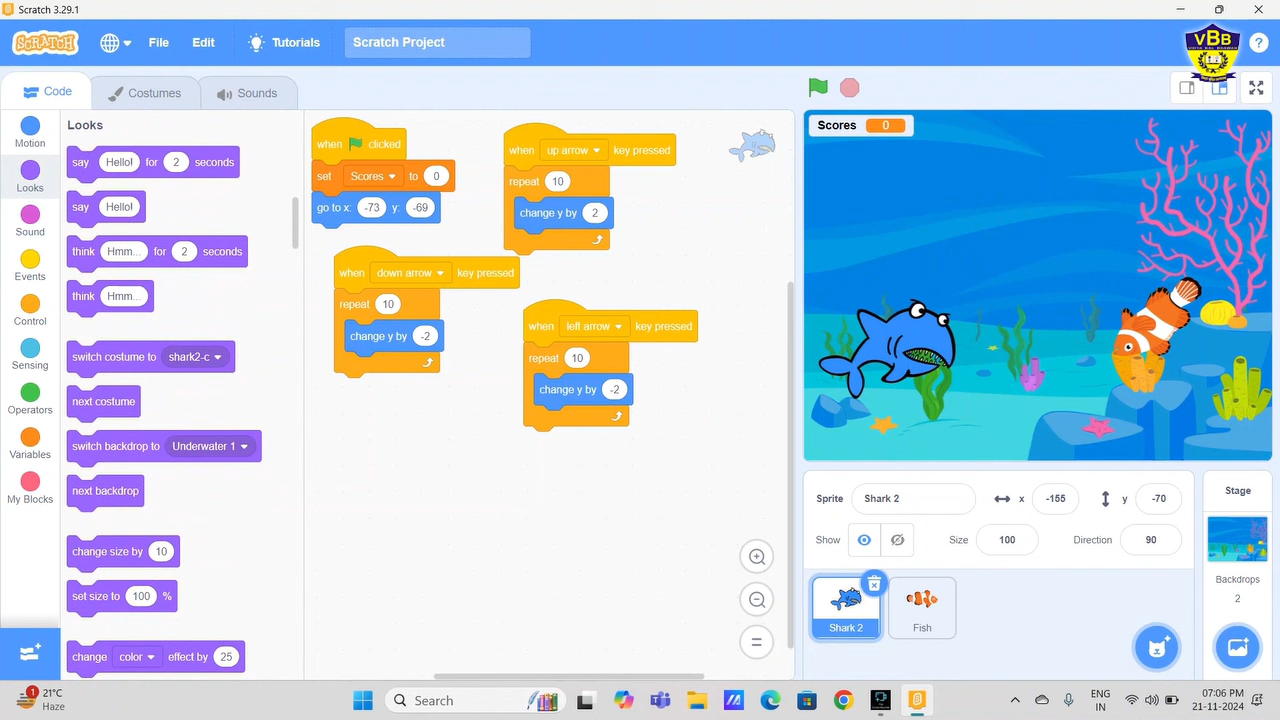 Scratch 3.29.1
SCRATCH
File
Edit
Tutorials
Scratch Project
VBB
?
Code
Costumes
Sounds
Motion
Looks
Sound
Events
Control
Sensing
Operators
Variables
My Blocks
Looks
say Hello! for 2 seconds
say Hello!
think Hmm... for 2 seconds
think Hmm...
switch costume to shark2-c
next costume
switch backdrop to Underwater 1
next backdrop
change size by 10
set size to 100 %
change color effect by 25
when clicked
set Scores to 0
go to x: -73 y: -69
when up arrow key pressed
repeat 10
change y by 2
when down arrow key pressed
repeat 10
change y by -2
when left arrow key pressed
repeat 10
change y by -2
Scores 0
Sprite Shark 2 x -155 y -70
Show Size 100 Direction 90
Shark 2
Fish
Stage
Backdrops
2
1
21°C
Haze
Search
ENG
IN
07:06 PM
21-11-2024